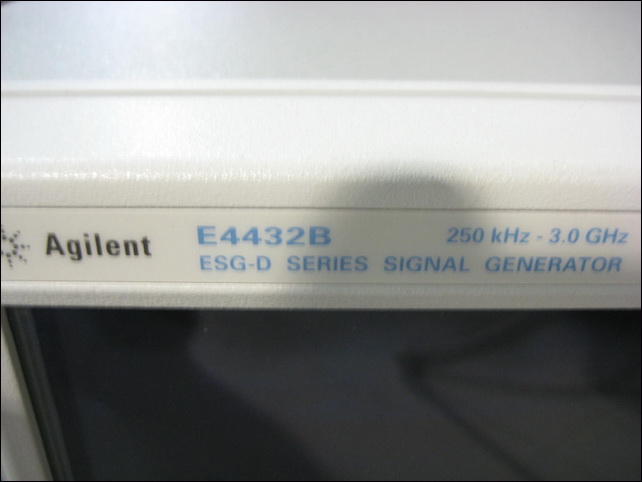 Agilent E4432B 250 kHz - 3.0 GHz
ESG-D SERIES SIGNAL GENERATOR